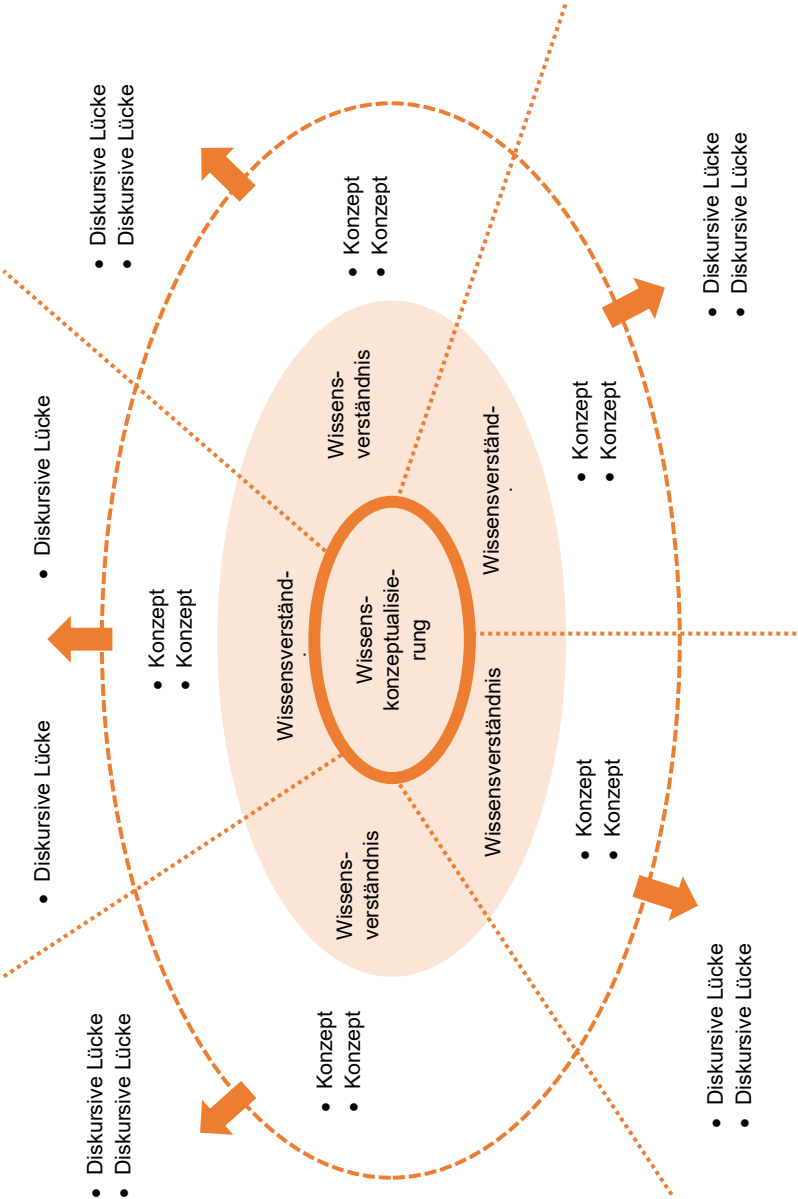 • Diskursive Lücke
• Diskursive Lücke
• Diskursive Lücke
• Diskursive Lücke
• Diskursive Lücke
• Diskursive Lücke
• Konzept
• Konzept
Wissensverständ-
.
• Konzept
• Konzept
Wissens-
verständnis
Wissens-
konzeptualisie-
rung
Wissens-
verständnis
• Konzept
• Konzept
Wissensverständnis
Wissensverständ-
.
• Konzept
• Konzept
• Konzept
• Konzept
• Diskursive Lücke
• Diskursive Lücke
• Diskursive Lücke
• Diskursive Lücke